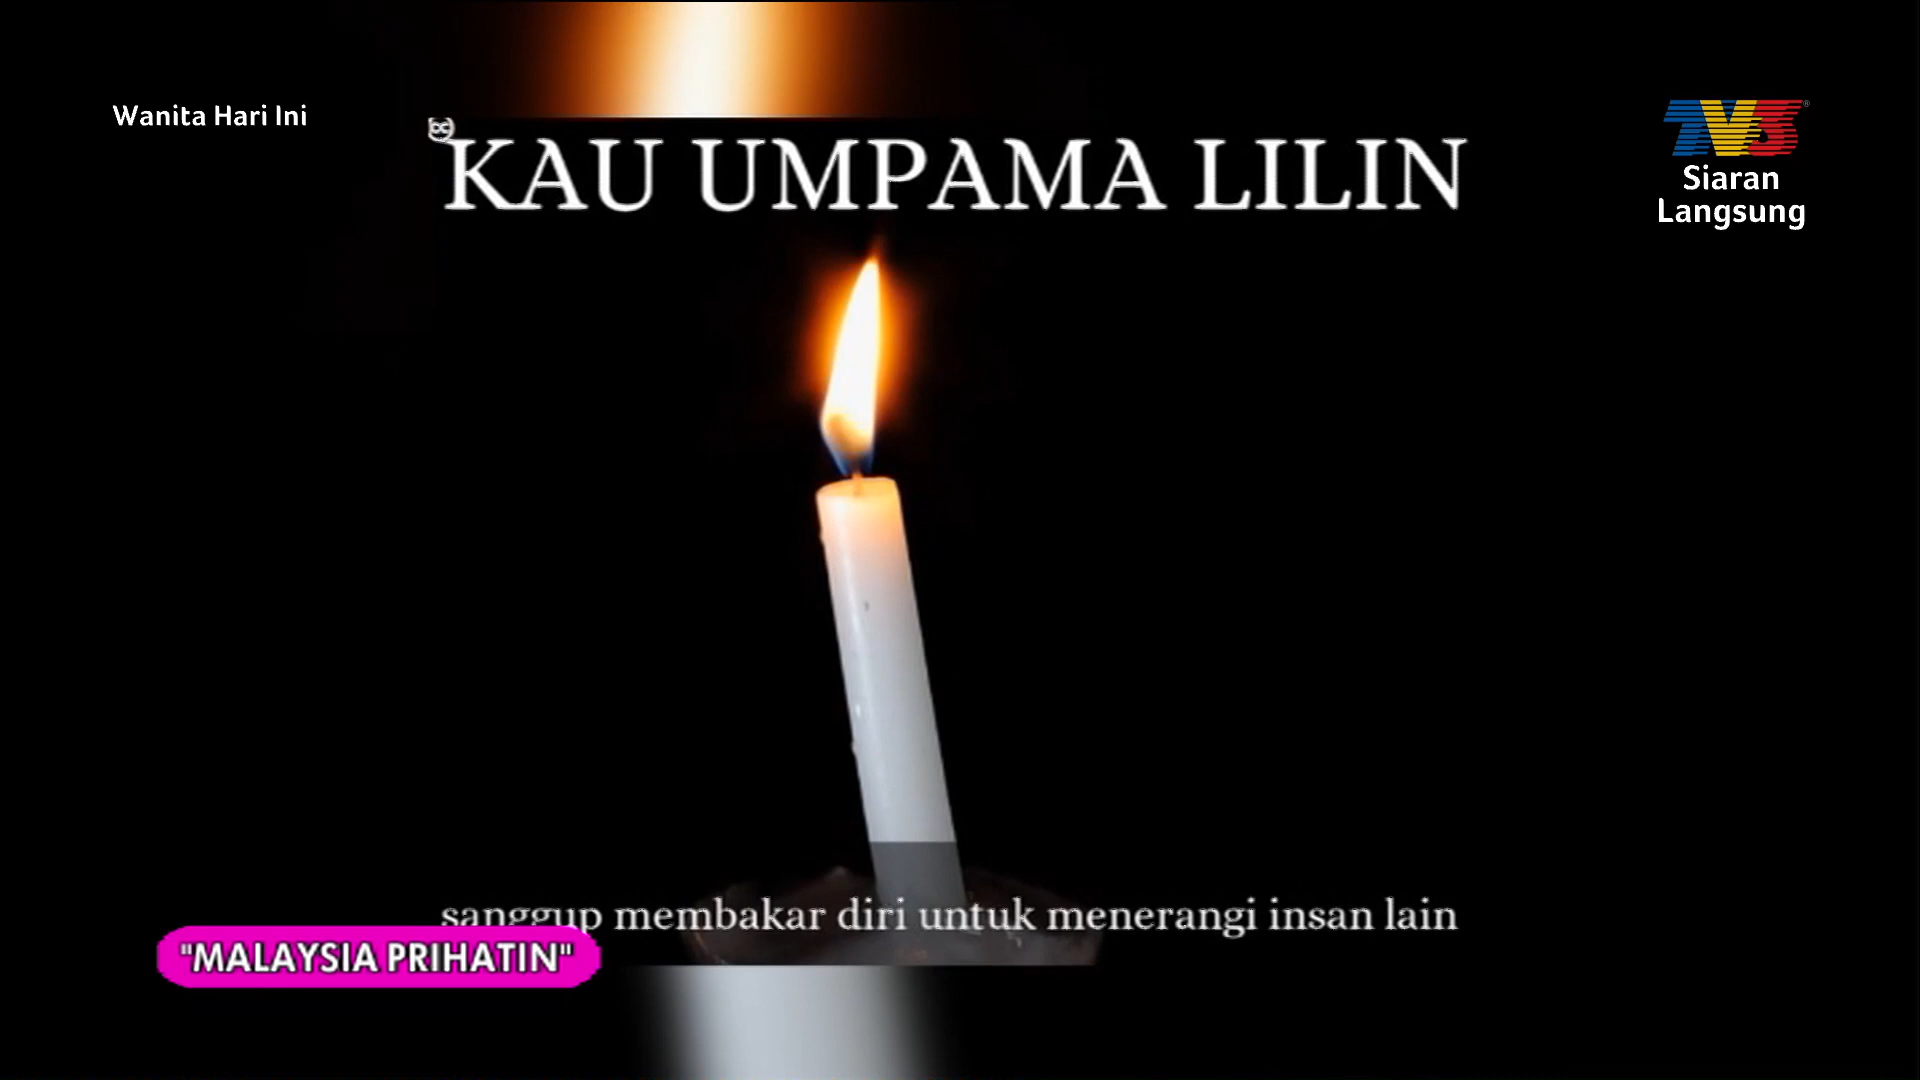 Wanita Hari Ini
TV3
Siaran
Langsung
KAU UMPAMA LILIN
sanggup membakar diri untuk menerangi insan lain
"MALAYSIA PRIHATIN"